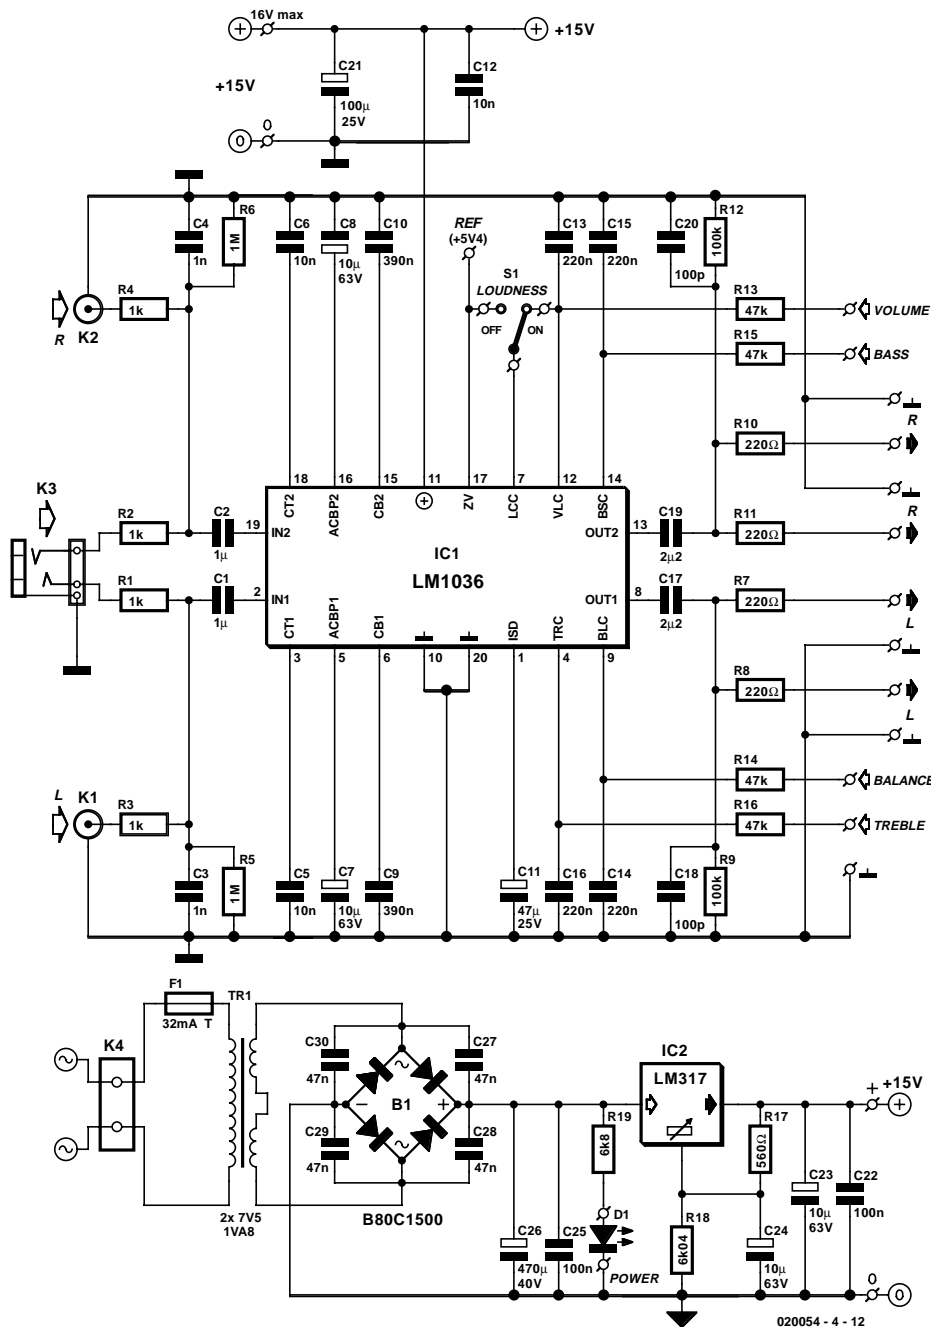 16V max
+15V
C21
C12
+15V
100µ
25V
10n
0
0
R6
C4
1M
1n
C6
10n
C8
10µ
63V
C10
390n
REF
(+5V4)
C13
220n
C15
220n
C20
100p
R12
100k
S1
LOUDNESS
OFF
ON
R4
1k
R
K2
R13
47k
VOLUME
R15
47k
BASS
R
R10
220Ω
K3
18
16
15
11
17
7
12
14
R
R2
1k
C2
1µ
19
IN2
CT2
ACBP2
CB2
ZV
LCC
VLC
BSC
OUT2
13
C19
2µ2
R11
220Ω
IC1
LM1036
R1
1k
C1
1µ
2
IN1
CT1
ACBP1
CB1
ISD
TRC
BLC
OUT1
8
C17
2µ2
R7
220Ω
L
3
5
6
10
20
1
4
9
R8
220Ω
L
R14
47k
BALANCE
L
K1
R3
1k
R16
47k
TREBLE
C3
1n
R5
1M
C5
10n
C7
10µ
63V
C9
390n
C11
47µ
25V
C16
220n
C14
220n
C18
100p
R9
100k
F1
32mA T
TR1
K4
C30
47n
C27
47n
IC2
LM317
+
+15V
~
B1
–
+
~
C29
47n
C28
47n
R19
6k8
R17
560Ω
C23
10µ
63V
C22
100n
2x 7V5
1VA8
B80C1500
C26
470µ
40V
C25
100n
D1
POWER
R18
6k04
C24
10µ
63V
0
0
020054 - 4 - 12